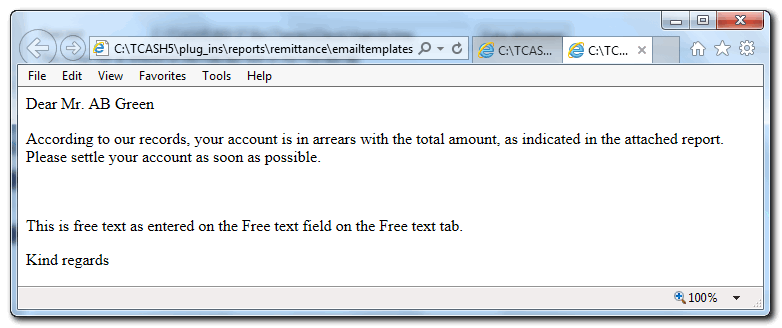 C:\TCASH5\plug_ins\reports\remittance\emailtemplates
C:\TCAS...
C:\TC...
File Edit View Favorites Tools Help
Dear Mr. AB Green
According to our records, your account is in arrears with the total amount, as indicated in the attached report.
Please settle your account as soon as possible.
This is free text as entered on the Free text field on the Free text tab.
Kind regards
100%